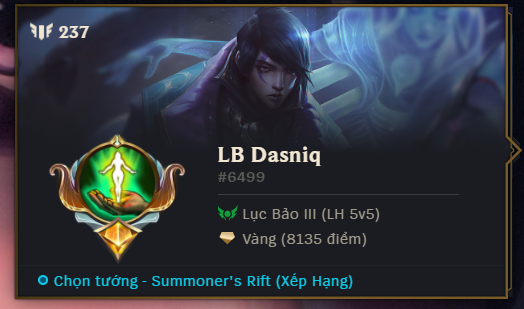 237
LB Dasniq
#6499
Lục Bảo III (LH 5v5)
Vàng (8135 điểm)
Chọn tướng - Summoner's Rift (Xếp Hạng)